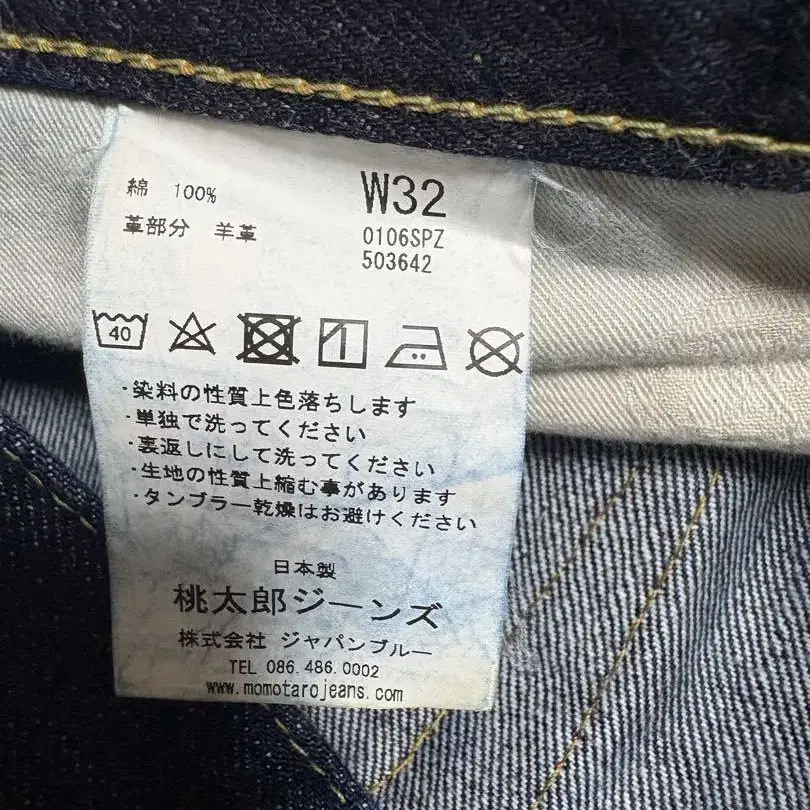 綿 100%
革部分 羊革
W32
0106SPZ
503642
40
・染料の性質上色落ちします
・単独で洗ってください
・裏返しにして洗ってください
・生地の性質上縮む事があります
・タンブラー乾燥はお避けください
日本製
桃太郎ジーンズ
株式会社 ジャパンブルー
TEL 086.486.0002
www.momotarojeans.com